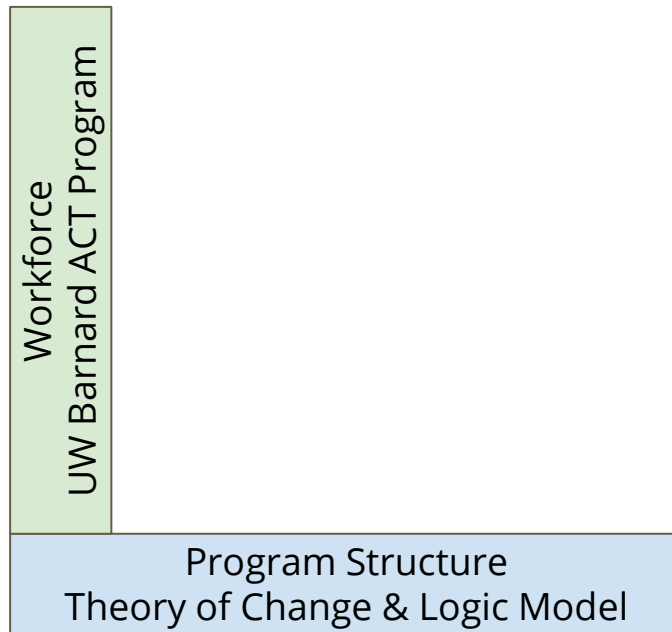 Workforce
UW Barnard ACT Program
Program Structure
Theory of Change & Logic Model